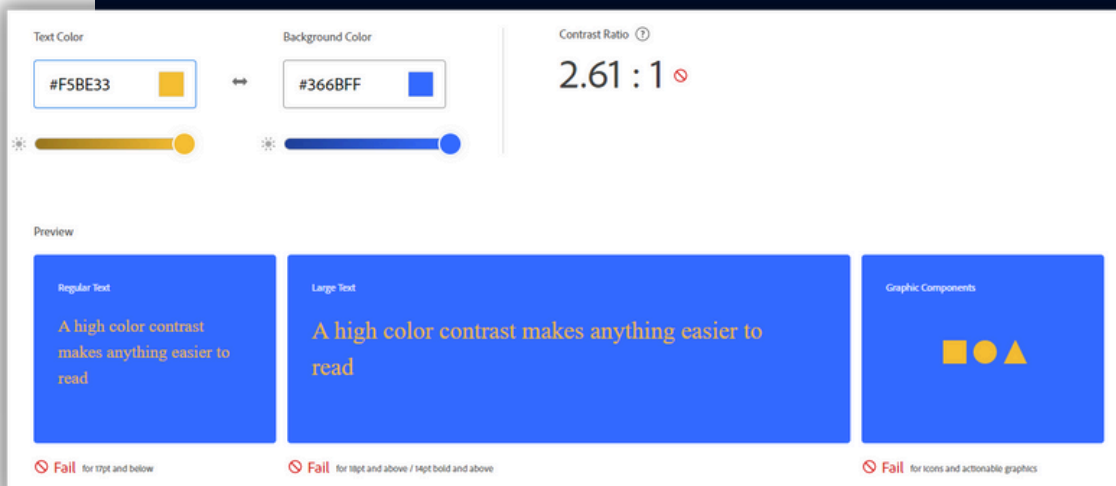 Text Color
Background Color
Contrast Ratio ?
#F5BE33
#366BFF
2.61 : 1
Preview
Regular Text
A high color contrast
makes anything easier to
read
Large Text
A high color contrast makes anything easier to
read
Graphic Components
Fail for 17pt and below
Fail for 18pt and above / 14pt bold and above
Fail for icons and actionable graphics